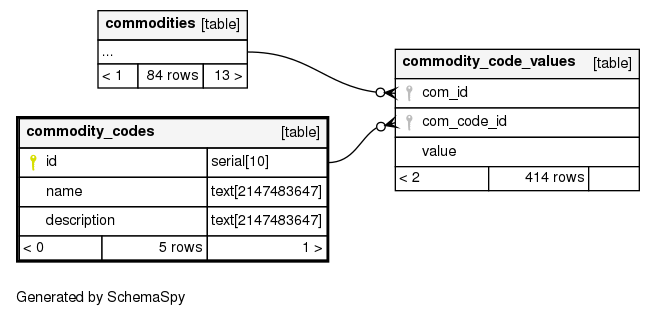 commodities [table]
...
< 1 84 rows 13 >
commodity_code_values [table]
com_id
com_code_id
value
< 2 414 rows
commodity_codes [table]
id serial[10]
name text[2147483647]
description text[2147483647]
< 0 5 rows 1 >
Generated by SchemaSpy